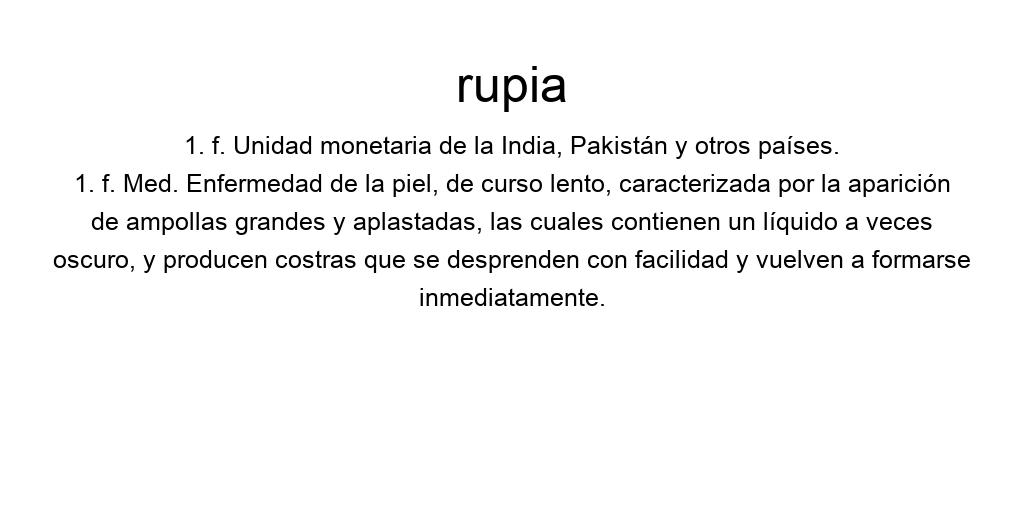 rupia
1. f. Unidad monetaria de la India, Pakistán y otros países.
1. f. Med. Enfermedad de la piel, de curso lento, caracterizada por la aparición
de ampollas grandes y aplastadas, las cuales contienen un líquido a veces
oscuro, y producen costras que se desprenden con facilidad y vuelven a formarse
inmediatamente.